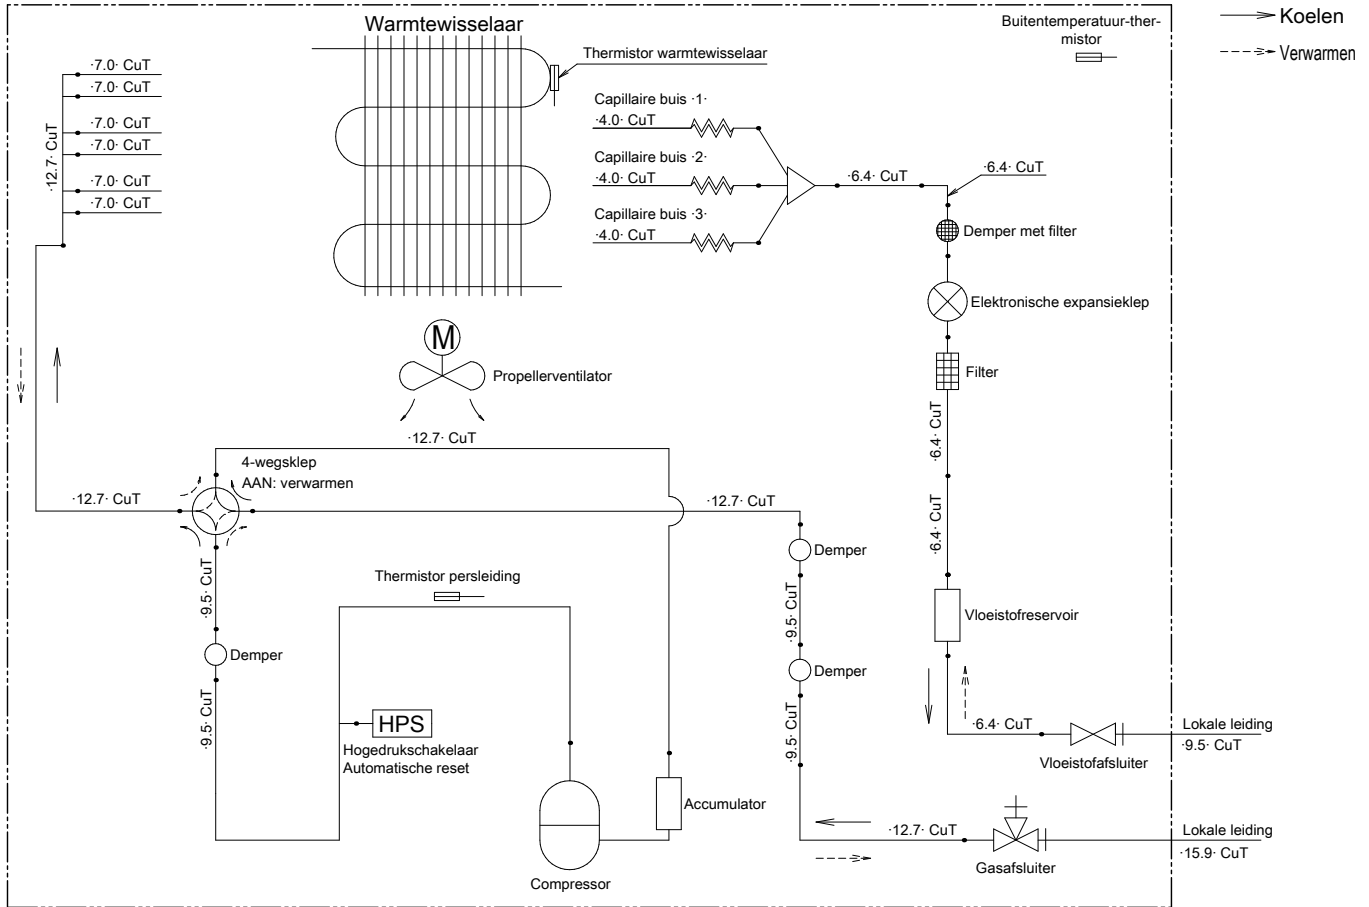 Warmtewisselaar
Buitentemperatuur-ther-
mistor
Koelen
Verwarmen
Thermistor warmtewisselaar
·7.0· CuT
·7.0· CuT
·7.0· CuT
·7.0· CuT
·7.0· CuT
·7.0· CuT
·12.7· CuT
Capillaire buis ·1·
·4.0· CuT
Capillaire buis ·2·
·4.0· CuT
Capillaire buis ·3·
·4.0· CuT
·6.4· CuT
·6.4· CuT
Demper met filter
Elektronische expansieklep
Filter
M
Propellerventilator
·6.4· CuT
·12.7· CuT
4-wegsklep
AAN: verwarmen
·12.7· CuT
·12.7· CuT
·6.4· CuT
Demper
Thermistor persleiding
·9.5· CuT
·9.5· CuT
Vloeistofreservoir
Demper
Demper
·9.5· CuT
·9.5· CuT
HPS
Hogedrukschakelaar
Automatische reset
·6.4· CuT
Lokale leiding
·9.5· CuT
Vloeistofafsluiter
Accumulator
·12.7· CuT
Lokale leiding
·15.9· CuT
Gasafsluiter
Compressor